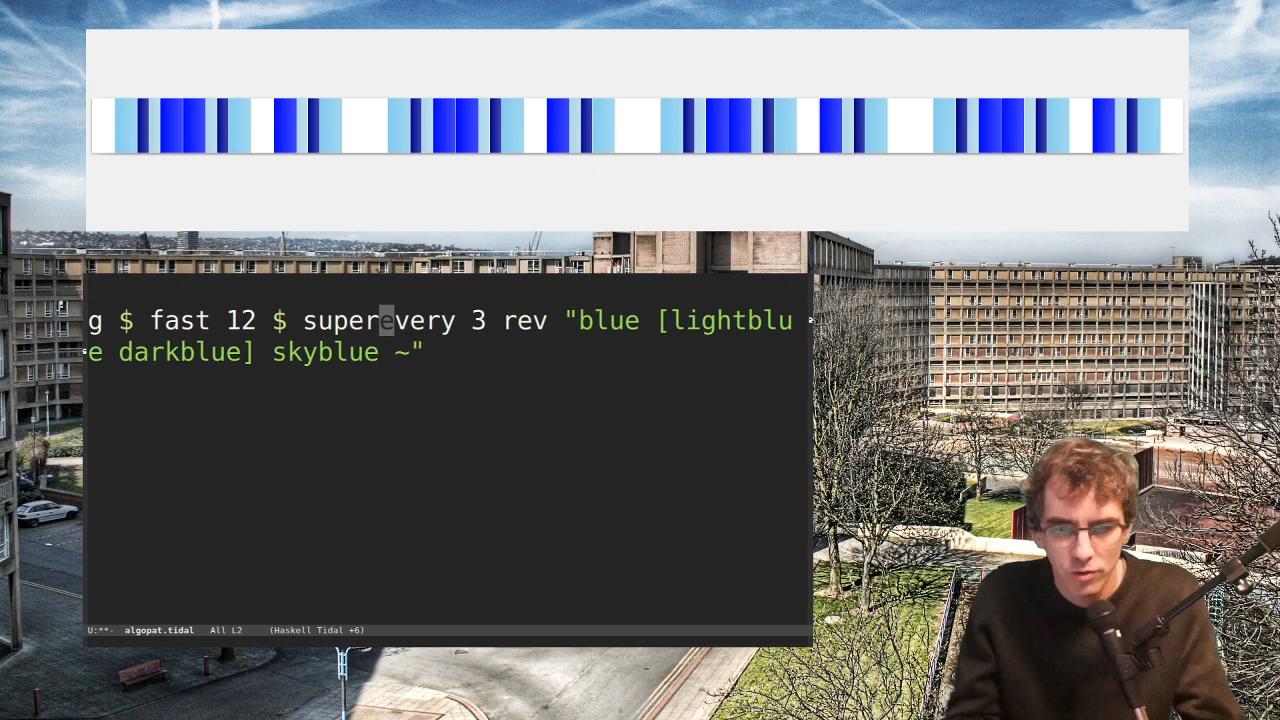 g $ fast 12 $ superevery 3 rev "blue [lightblu
e darkblue] skyblue ~"
U:**-  algopat.tidal   All L2     (Haskell Tidal +6)